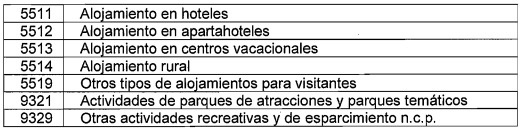 5511 Alojamiento en hoteles
5512 Alojamiento en apartahoteles
5513 Alojamiento en centros vacacionales
5514 Alojamiento rural
5519 Otros tipos de alojamientos para visitantes
9321 Actividades de parques de atracciones y parques temáticos
9329 Otras actividades recreativas y de esparcimiento n.c.p.